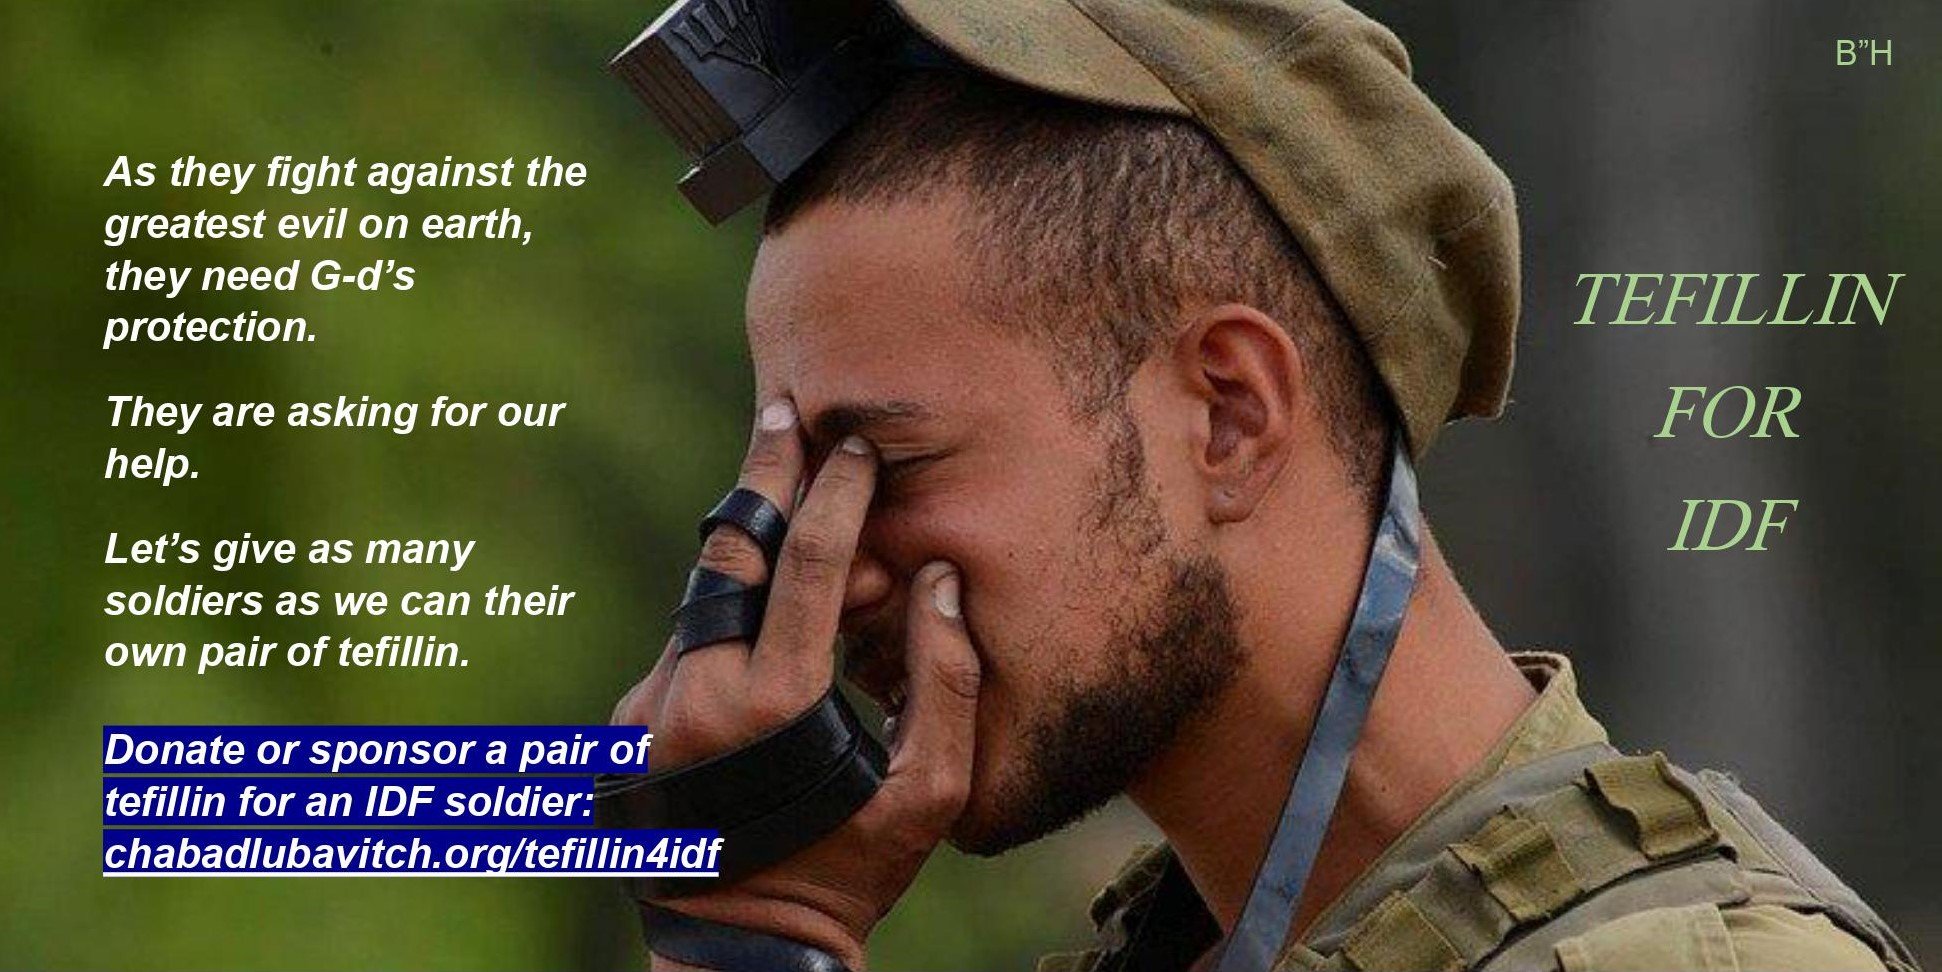 B”H
As they fight against the
greatest evil on earth,
they need G-d’s
protection.
They are asking for our
help.
Let’s give as many
soldiers as we can their
own pair of tefillin.
Donate or sponsor a pair of
tefillin for an IDF soldier:
chabadlubavitch.org/tefillin4idf
TEFILLIN
FOR
IDF